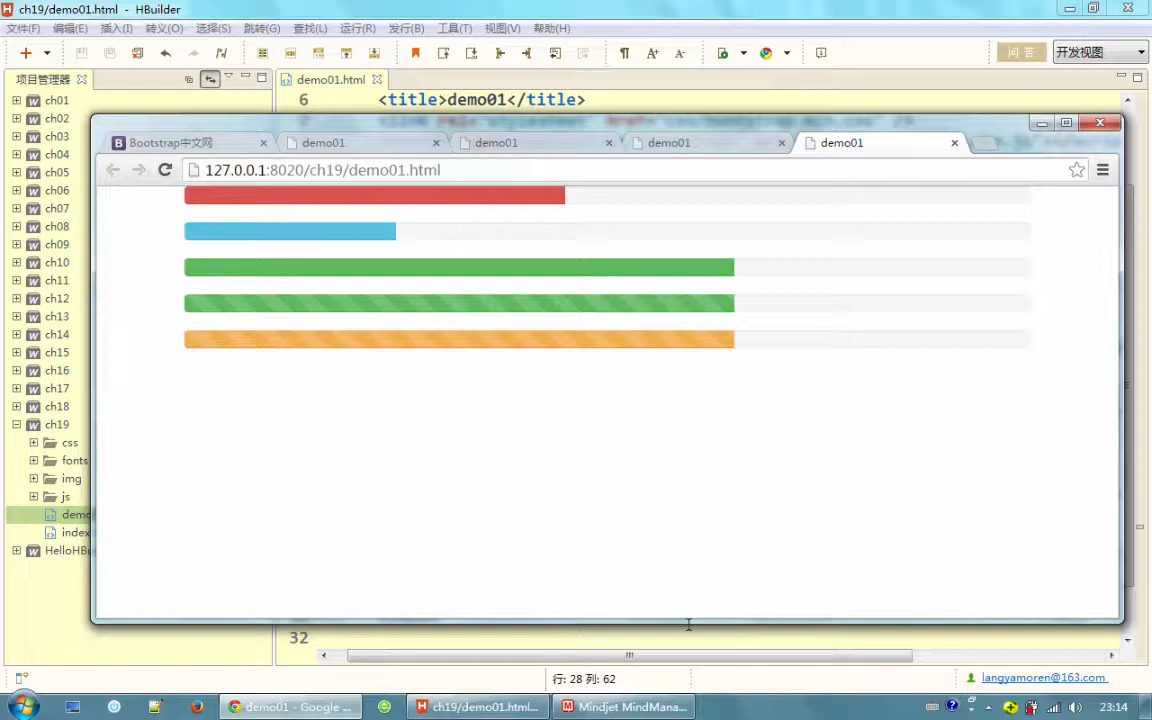 ch19/demo01.html - HBuilder
文件(F) 编辑(E) 插入(I) 转义(O) 选择(S) 跳转(G) 查找(L) 运行(R) 发行(B) 工具(T) 视图(V) 帮助(H)
问答 开发视图
项目管理器
demo01.html
6 <title>demo01</title>
Bootstrap中文网 demo01 demo01 demo01 demo01
127.0.0.1:8020/ch19/demo01.html
ch01
ch02
ch03
ch04
ch05
ch06
ch07
ch08
ch09
ch10
ch11
ch12
ch13
ch14
ch15
ch16
ch17
ch18
ch19
css
fonts
img
js
demo
index
HelloHBu
32
行: 28 列: 62
langyamoren@163.com
demo01 - Google ... ch19/demo01.html... Mindjet MindMana... 23:14